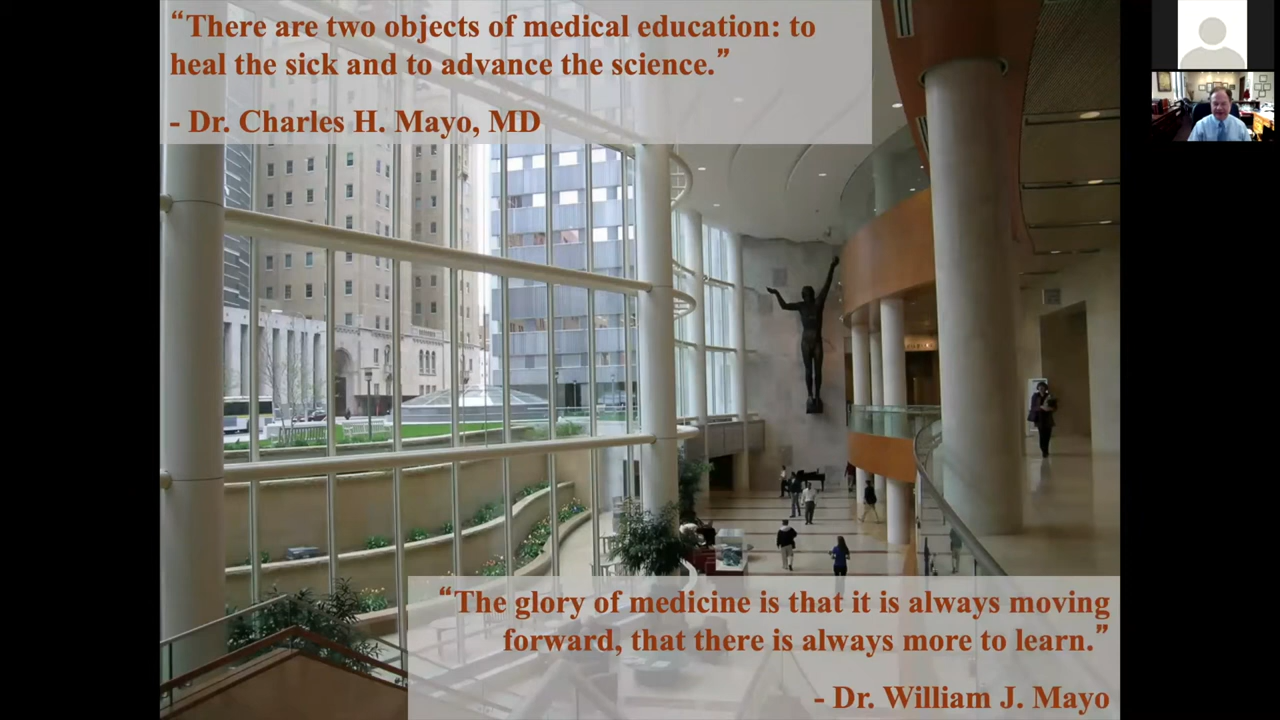 “There are two objects of medical education: to
heal the sick and to advance the science.”
- Dr. Charles H. Mayo, MD
“The glory of medicine is that it is always moving
forward, that there is always more to learn.”
- Dr. William J. Mayo